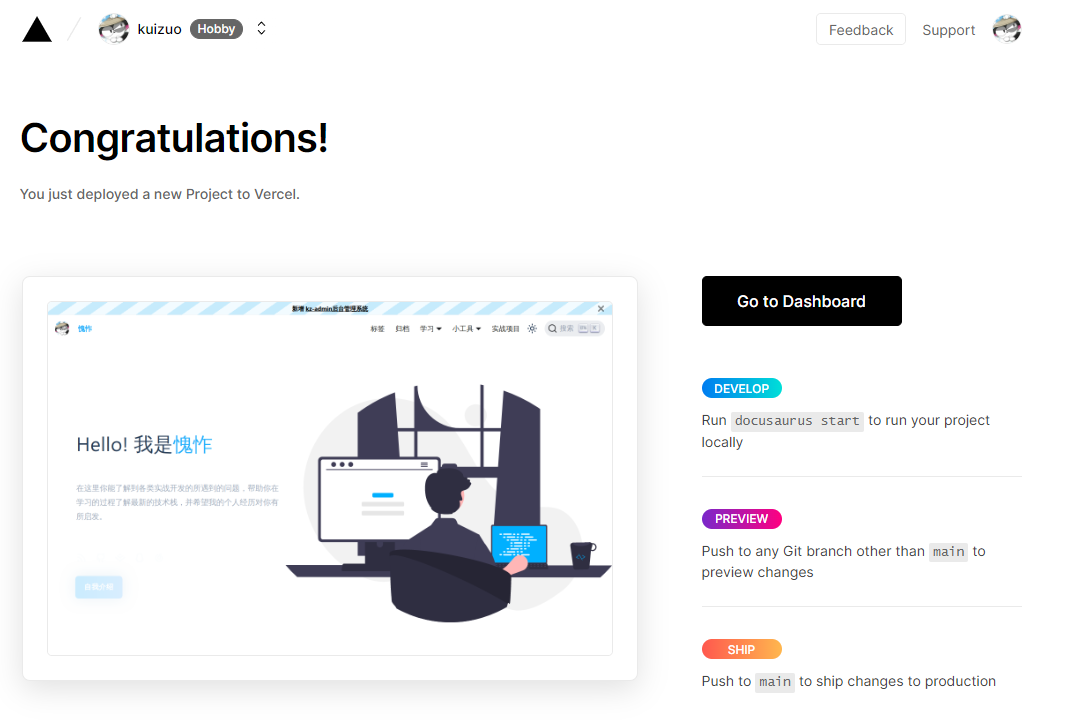 kuizuo Hobby
Feedback Support
Congratulations!
You just deployed a new Project to Vercel.
新增 kz-admin后台管理系统
愧怍 标签 归档 学习 小工具 实战项目 搜索
Hello! 我是愧怍
在这里你能了解到各类实战开发的所遇到的问题，帮助你在
学习的过程了解最新的技术栈，并希望我的个人经历对你有
所启发。
自我介绍
Go to Dashboard
DEVELOP
Run docusaurus start to run your project
locally
PREVIEW
Push to any Git branch other than main to
preview changes
SHIP
Push to main to ship changes to production